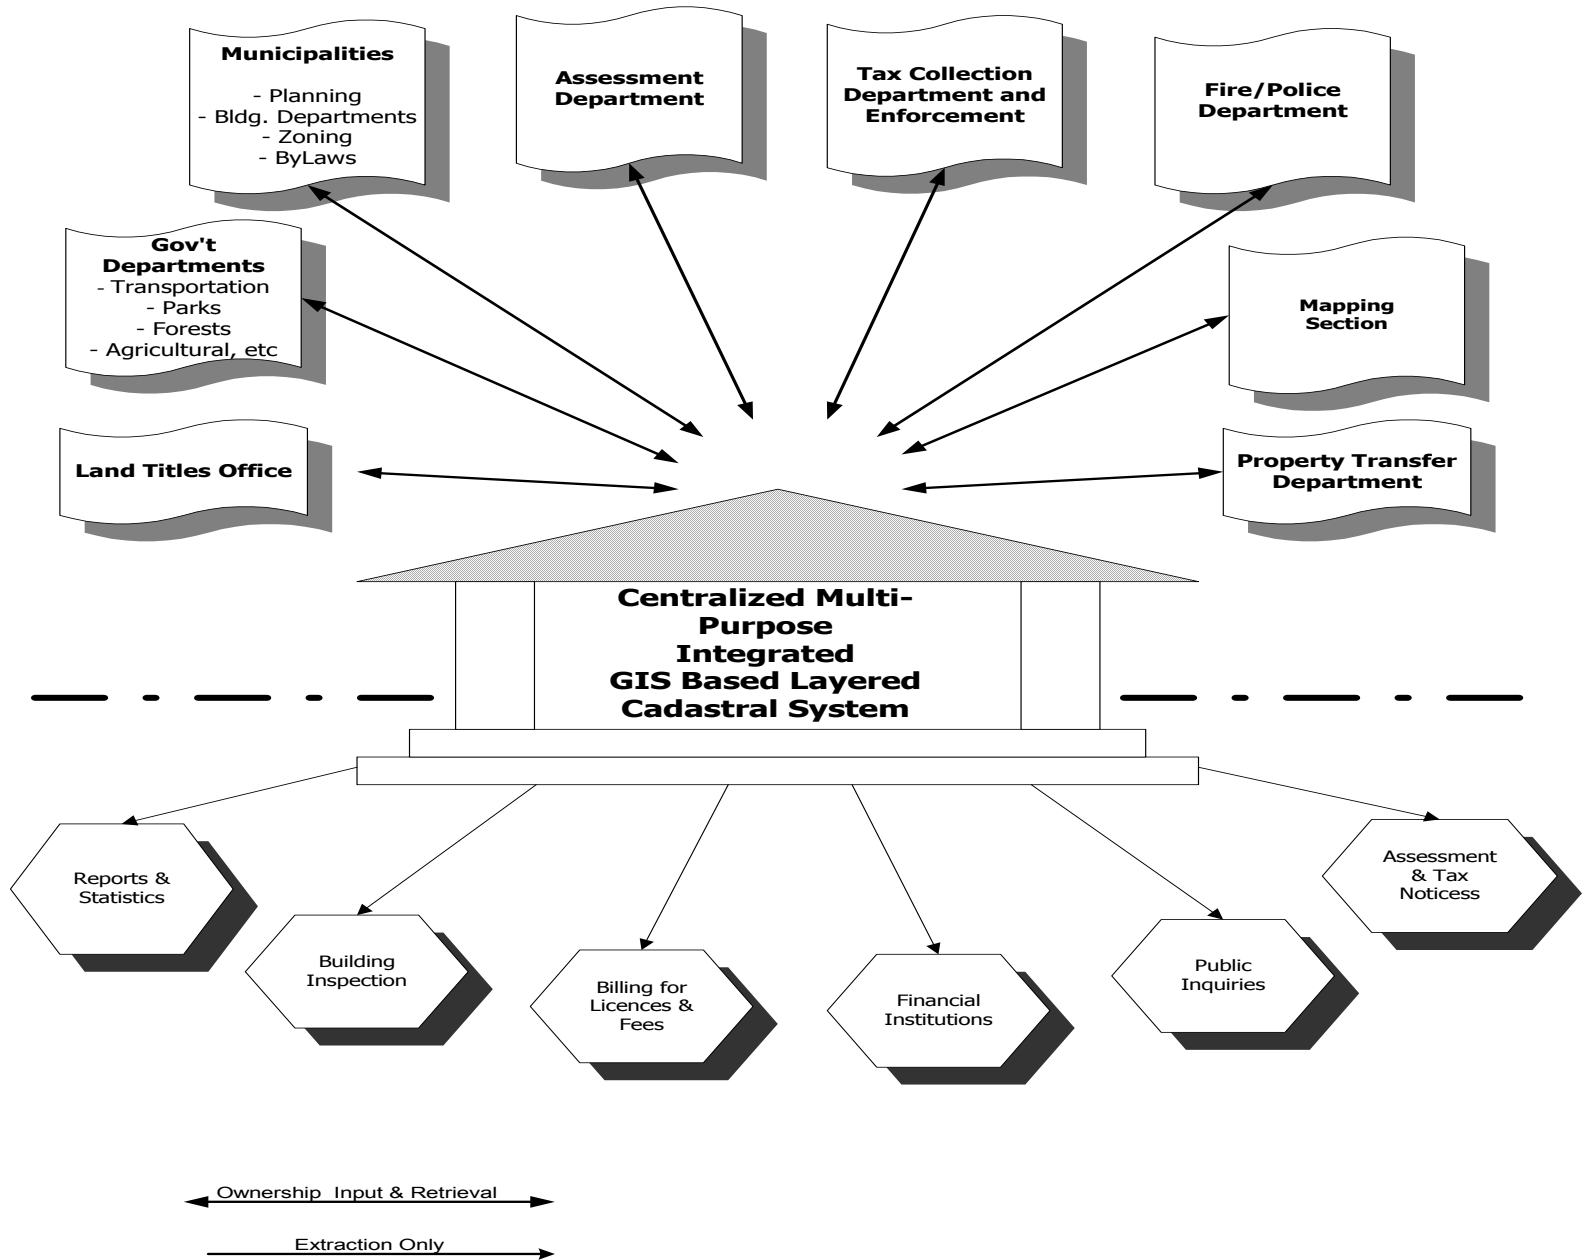 Municipalities
- Planning
- Bldg. Departments
- Zoning
- ByLaws
Assessment
Department
Tax Collection
Department and
Enforcement
Fire/Police
Department
Gov't
Departments
- Transportation
- Parks
- Forests
- Agricultural, etc
Mapping
Section
Land Titles Office
Property Transfer
Department
Centralized Multi-
Purpose
Integrated
GIS Based Layered
Cadastral System
Reports &
Statistics
Building
Inspection
Billing for
Licences &
Fees
Financial
Institutions
Public
Inquiries
Assessment
& Tax
Noticess
Ownership  Input & Retrieval
Extraction Only